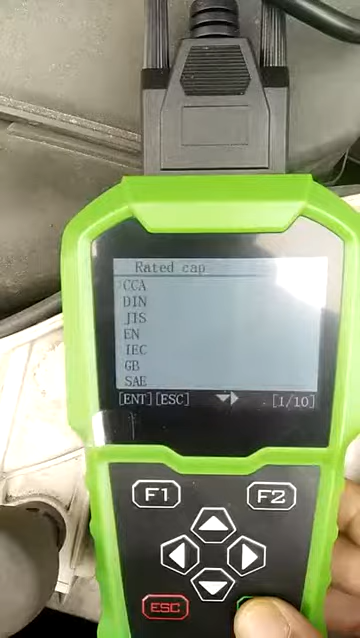 Rated cap
CCA
DIN
JIS
EN
IEC
GB
SAE
[ENT][ESC] [1/10]
F1 F2
ESC